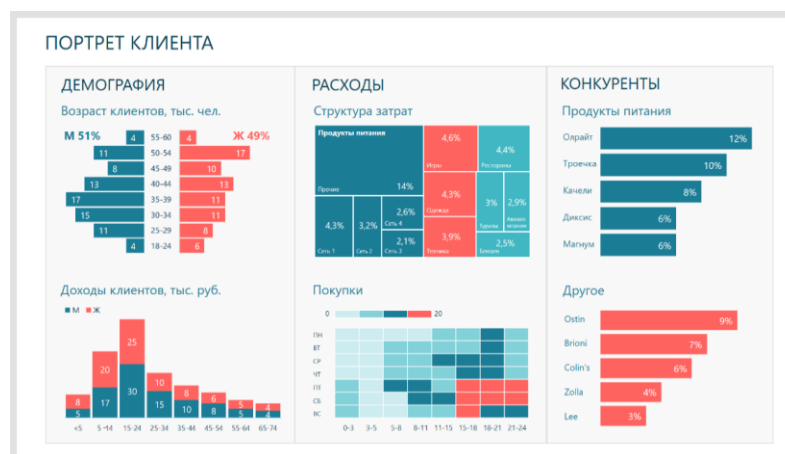 ПОРТРЕТ КЛИЕНТА
ДЕМОГРАФИЯ
Возраст клиентов, тыс. чел.
М 51% 4 55-60 4 Ж 49%
11 50-54 17
8 45-49 10
13 40-44 13
17 35-39 11
15 30-34 11
11 25-29 8
4 18-24 6
Доходы клиентов, тыс. руб.
М Ж
8 20 25 10 8 6 5 4
5 17 30 15 10 8 5 4
<5 5-14 15-24 25-34 35-44 45-54 55-64 65-74
РАСХОДЫ
Структура затрат
Продукты питания
Прочие 14%
4,3% Сеть 1
3,2% Сеть 2
2,6% Сеть 4
2,1% Сеть 3
4,6% Игры
4,3% Одежда
3,9% Техника
4,4% Рестораны
3% Туризм
2,9%
2,5%
Покупки
0 20
ПН
ВТ
СР
ЧТ
ПТ
СБ
ВС
0-3 3-5 5-8 8-11 11-15 15-18 18-21 21-24
КОНКУРЕНТЫ
Продукты питания
Олрайт 12%
Троечка 10%
Качели 8%
Диксис 6%
Магнум 6%
Другое
Ostin 9%
Brioni 7%
Colin's 6%
Zolla 4%
Lee 3%